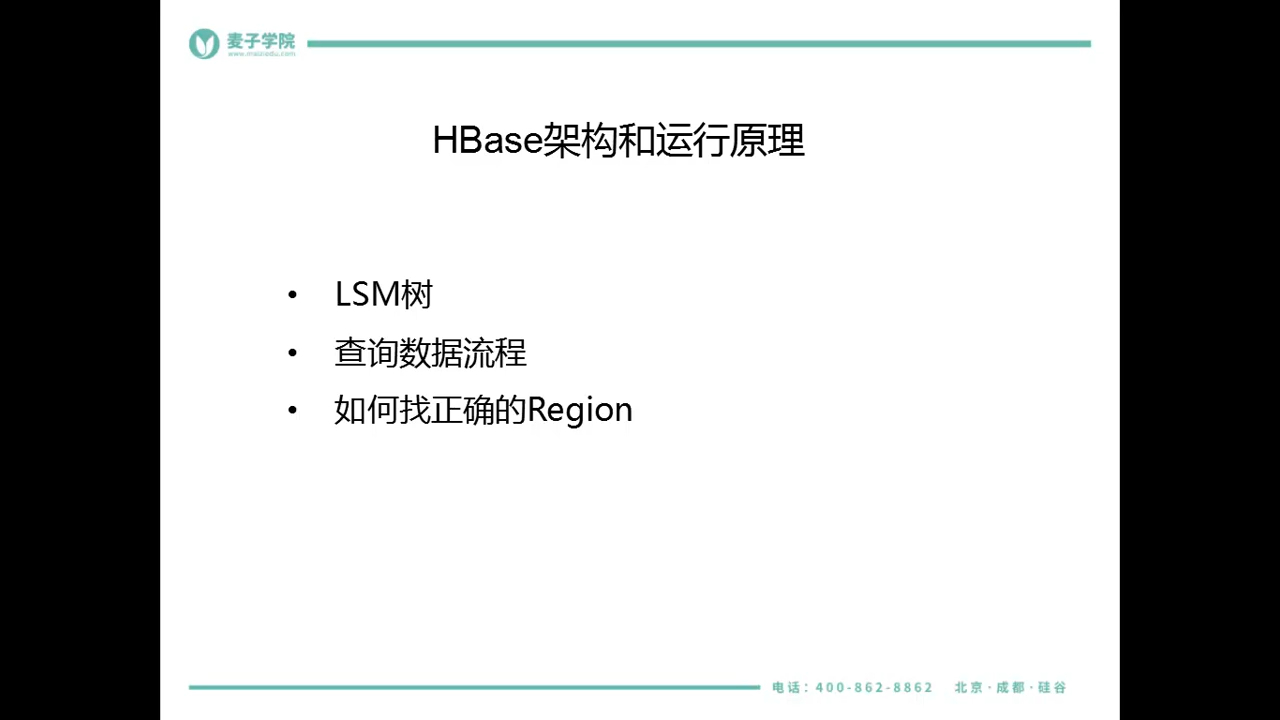 麦子学院
www.maiziedu.com
HBase架构和运行原理
• LSM树
• 查询数据流程
• 如何找正确的Region
电话：400-862-8862 北京·成都·硅谷